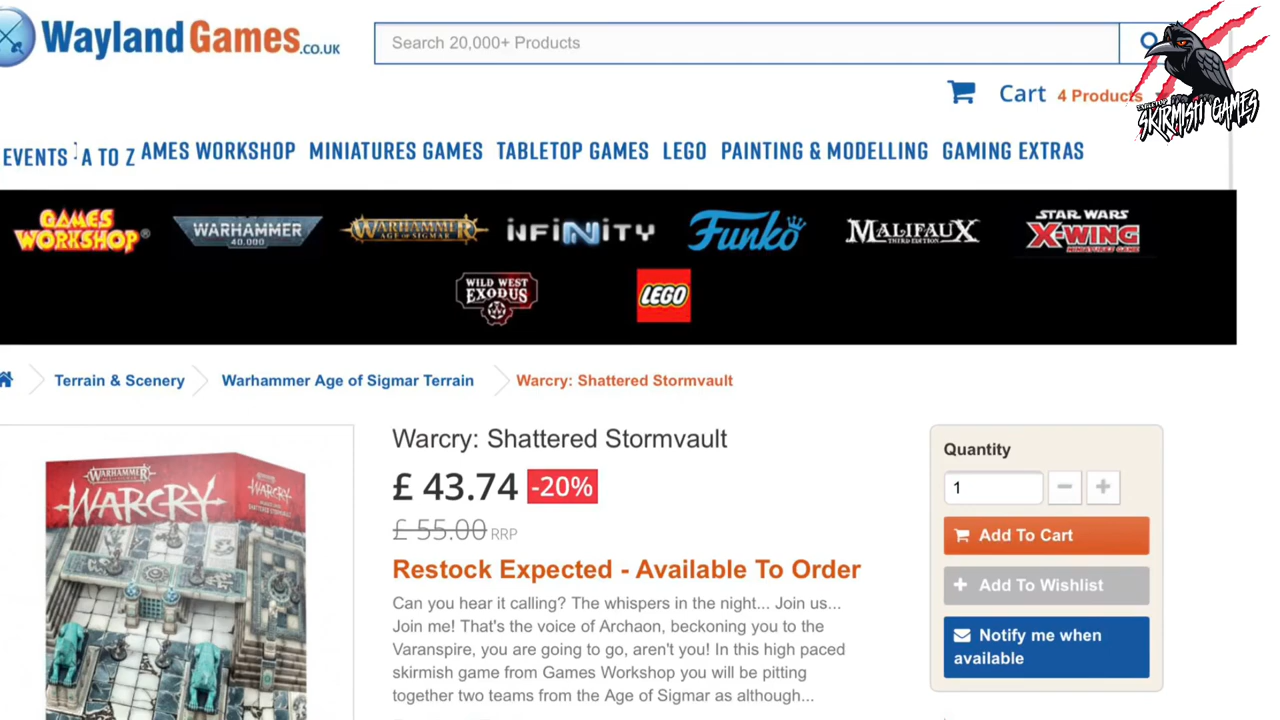 WaylandGames.co.uk
Search 20,000+ Products
Cart 4 Products
TABLETOP
SKIRMISH GAMES
EVENTS A TO Z AMES WORKSHOP MINIATURES GAMES TABLETOP GAMES LEGO PAINTING & MODELLING GAMING EXTRAS
GAMES WORKSHOP®
WARHAMMER 40,000
WARHAMMER AGE OF SIGMAR
INFINITY
Funko
MALIFAUX THIRD EDITION
STAR WARS X-WING MINIATURES GAME
WILD WEST EXODUS
LEGO
Terrain & Scenery
Warhammer Age of Sigmar Terrain
Warcry: Shattered Stormvault
Warcry: Shattered Stormvault
£ 43.74 -20%
£ 55.00 RRP
Restock Expected - Available To Order
Can you hear it calling? The whispers in the night... Join us...
Join me! That's the voice of Archaon, beckoning you to the
Varanspire, you are going to go, aren't you! In this high paced
skirmish game from Games Workshop you will be pitting
together two teams from the Age of Sigmar as although...
Quantity
1
Add To Cart
Add To Wishlist
Notify me when
available
WARHAMMER
WARCRY
WARCRY